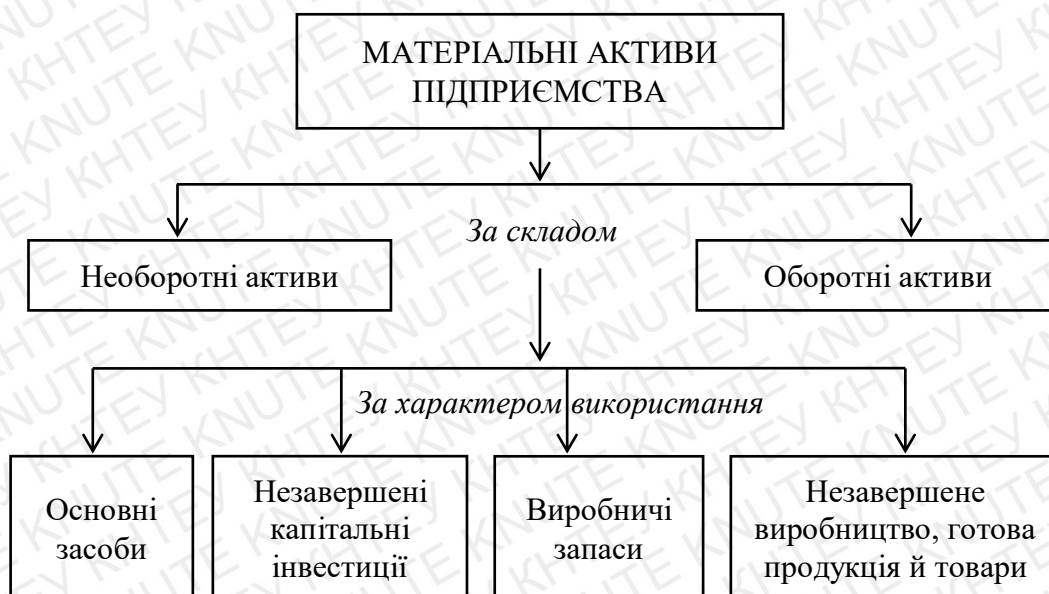 МАТЕРІАЛЬНІ АКТИВИ
ПІДПРИЄМСТВА
За складом
Необоротні активи
Оборотні активи
За характером використання
Основні
засоби
Незавершені
капітальні
інвестиції
Виробничі
запаси
Незавершене
виробництво, готова
продукція й товари